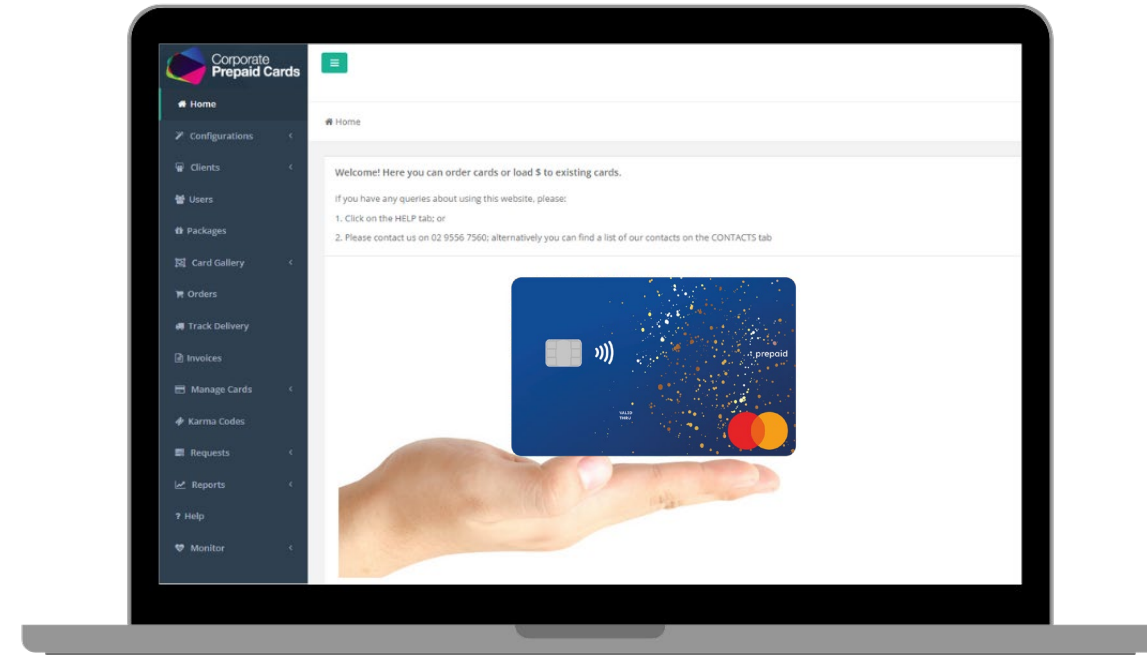 Corporate
Prepaid Cards
Home
Configurations
Clients
Users
Packages
Card Gallery
Orders
Track Delivery
Invoices
Manage Cards
Karma Codes
Requests
Reports
? Help
Monitor
Home
Welcome! Here you can order cards or load $ to existing cards.
If you have any queries about using this website, please:
1. Click on the HELP tab; or
2. Please contact us on 02 9556 7560; alternatively you can find a list of our contacts on the CONTACTS tab
prepaid
VALID
THRU